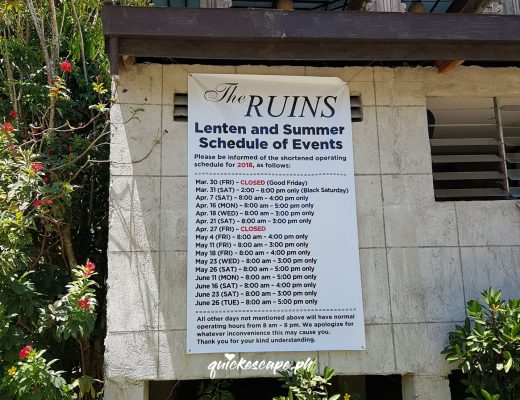 The RUINS
Lenten and Summer
Schedule of Events
Please be informed of the shortened operating
schedule for 2018, as follows:
Mar. 30 (FRI) - CLOSED (Good Friday)
Mar. 31 (SAT) - 2:00 - 8:00 pm only (Black Saturday)
Apr. 7 (SAT) - 8:00 am - 4:00 pm only
Apr. 16 (MON) - 8:00 am - 5:00 pm only
Apr. 18 (WED) - 8:00 am - 3:00 pm only
Apr. 21 (SAT) - 8:00 am - 3:00 pm only
Apr. 27 (FRI) - CLOSED
May 4 (FRI) - 8:00 am - 4:00 pm only
May 11 (FRI) - 8:00 am - 3:00 pm only
May 18 (FRI) - 8:00 am - 4:00 pm only
May 23 (WED) - 8:00 am - 3:00 pm only
May 26 (SAT) - 8:00 am - 5:00 pm only
June 11 (MON) - 8:00 am - 5:00 pm only
June 16 (SAT) - 8:00 am - 4:00 pm only
June 23 (SAT) - 8:00 am - 3:00 pm only
June 26 (TUE) - 8:00 am - 5:00 pm only
All other days not mentioned above will have normal
operating hours from 8 am - 8 pm. We apologize for
whatever inconvenience this may cause you.
Thank you for your kind understanding.
quickescape.ph